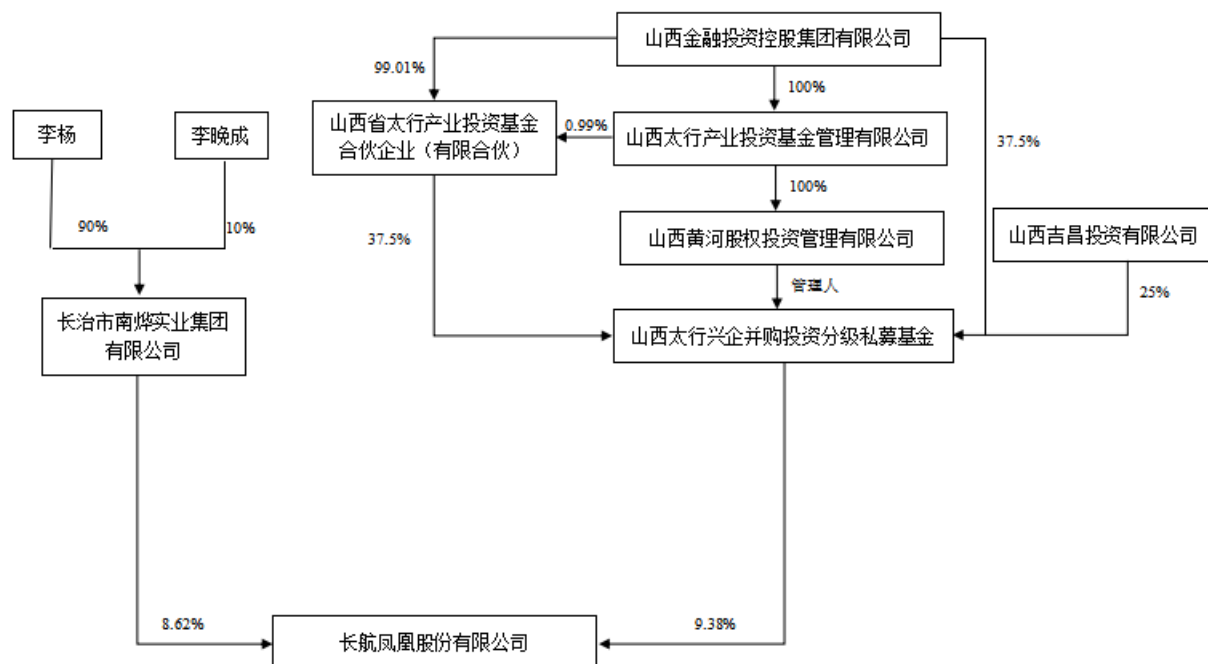 山西金融投资控股集团有限公司
99.01%
100%
李杨
李晚成
山西省太行产业投资基金
合伙企业（有限合伙）
0.99%
山西太行产业投资基金管理有限公司
37.5%
100%
90%
10%
37.5%
山西黄河股权投资管理有限公司
山西吉昌投资有限公司
管理人
25%
长治市南烨实业集团
有限公司
山西太行兴企并购投资分级私募基金
8.62%
长航凤凰股份有限公司
9.38%